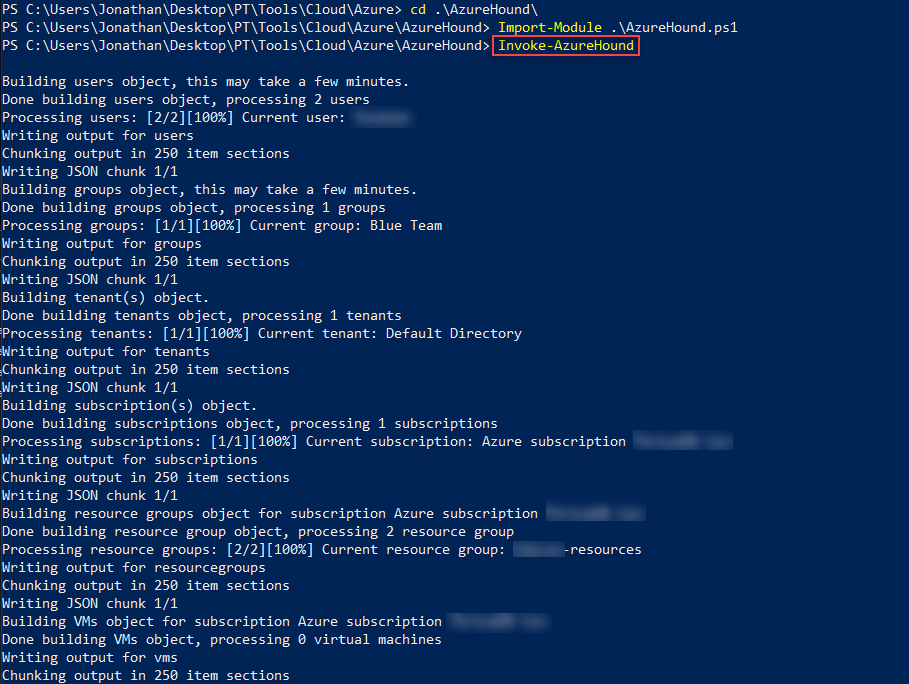 PS C:\Users\Jonathan\Desktop\PT\Tools\Cloud\Azure> cd .\AzureHound\
PS C:\Users\Jonathan\Desktop\PT\Tools\Cloud\Azure\AzureHound> Import-Module .\AzureHound.ps1
PS C:\Users\Jonathan\Desktop\PT\Tools\Cloud\Azure\AzureHound> Invoke-AzureHound
Building users object, this may take a few minutes.
Done building users object, processing 2 users
Processing users: [2/2][100%] Current user:
Writing output for users
Chunking output in 250 item sections
Writing JSON chunk 1/1
Building groups object, this may take a few minutes.
Done building groups object, processing 1 groups
Processing groups: [1/1][100%] Current group: Blue Team
Writing output for groups
Chunking output in 250 item sections
Writing JSON chunk 1/1
Building tenant(s) object.
Done building tenants object, processing 1 tenants
Processing tenants: [1/1][100%] Current tenant: Default Directory
Writing output for tenants
Chunking output in 250 item sections
Writing JSON chunk 1/1
Building subscription(s) object.
Done building subscriptions object, processing 1 subscriptions
Processing subscriptions: [1/1][100%] Current subscription: Azure subscription
Writing output for subscriptions
Chunking output in 250 item sections
Writing JSON chunk 1/1
Building resource groups object for subscription Azure subscription
Done building resource group object, processing 2 resource group
Processing resource groups: [2/2][100%] Current resource group: -resources
Writing output for resourcegroups
Chunking output in 250 item sections
Writing JSON chunk 1/1
Building VMs object for subscription Azure subscription
Done building VMs object, processing 0 virtual machines
Writing output for vms
Chunking output in 250 item sections